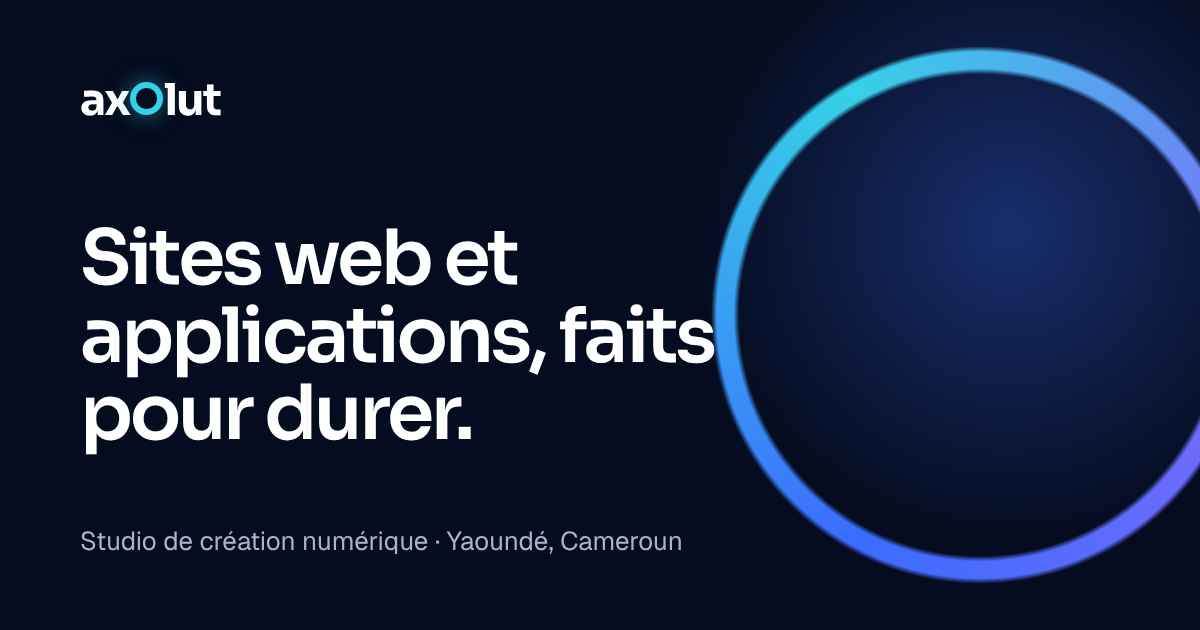 axOlut
Sites web et
applications, faits
pour durer.
Studio de création numérique · Yaoundé, Cameroun